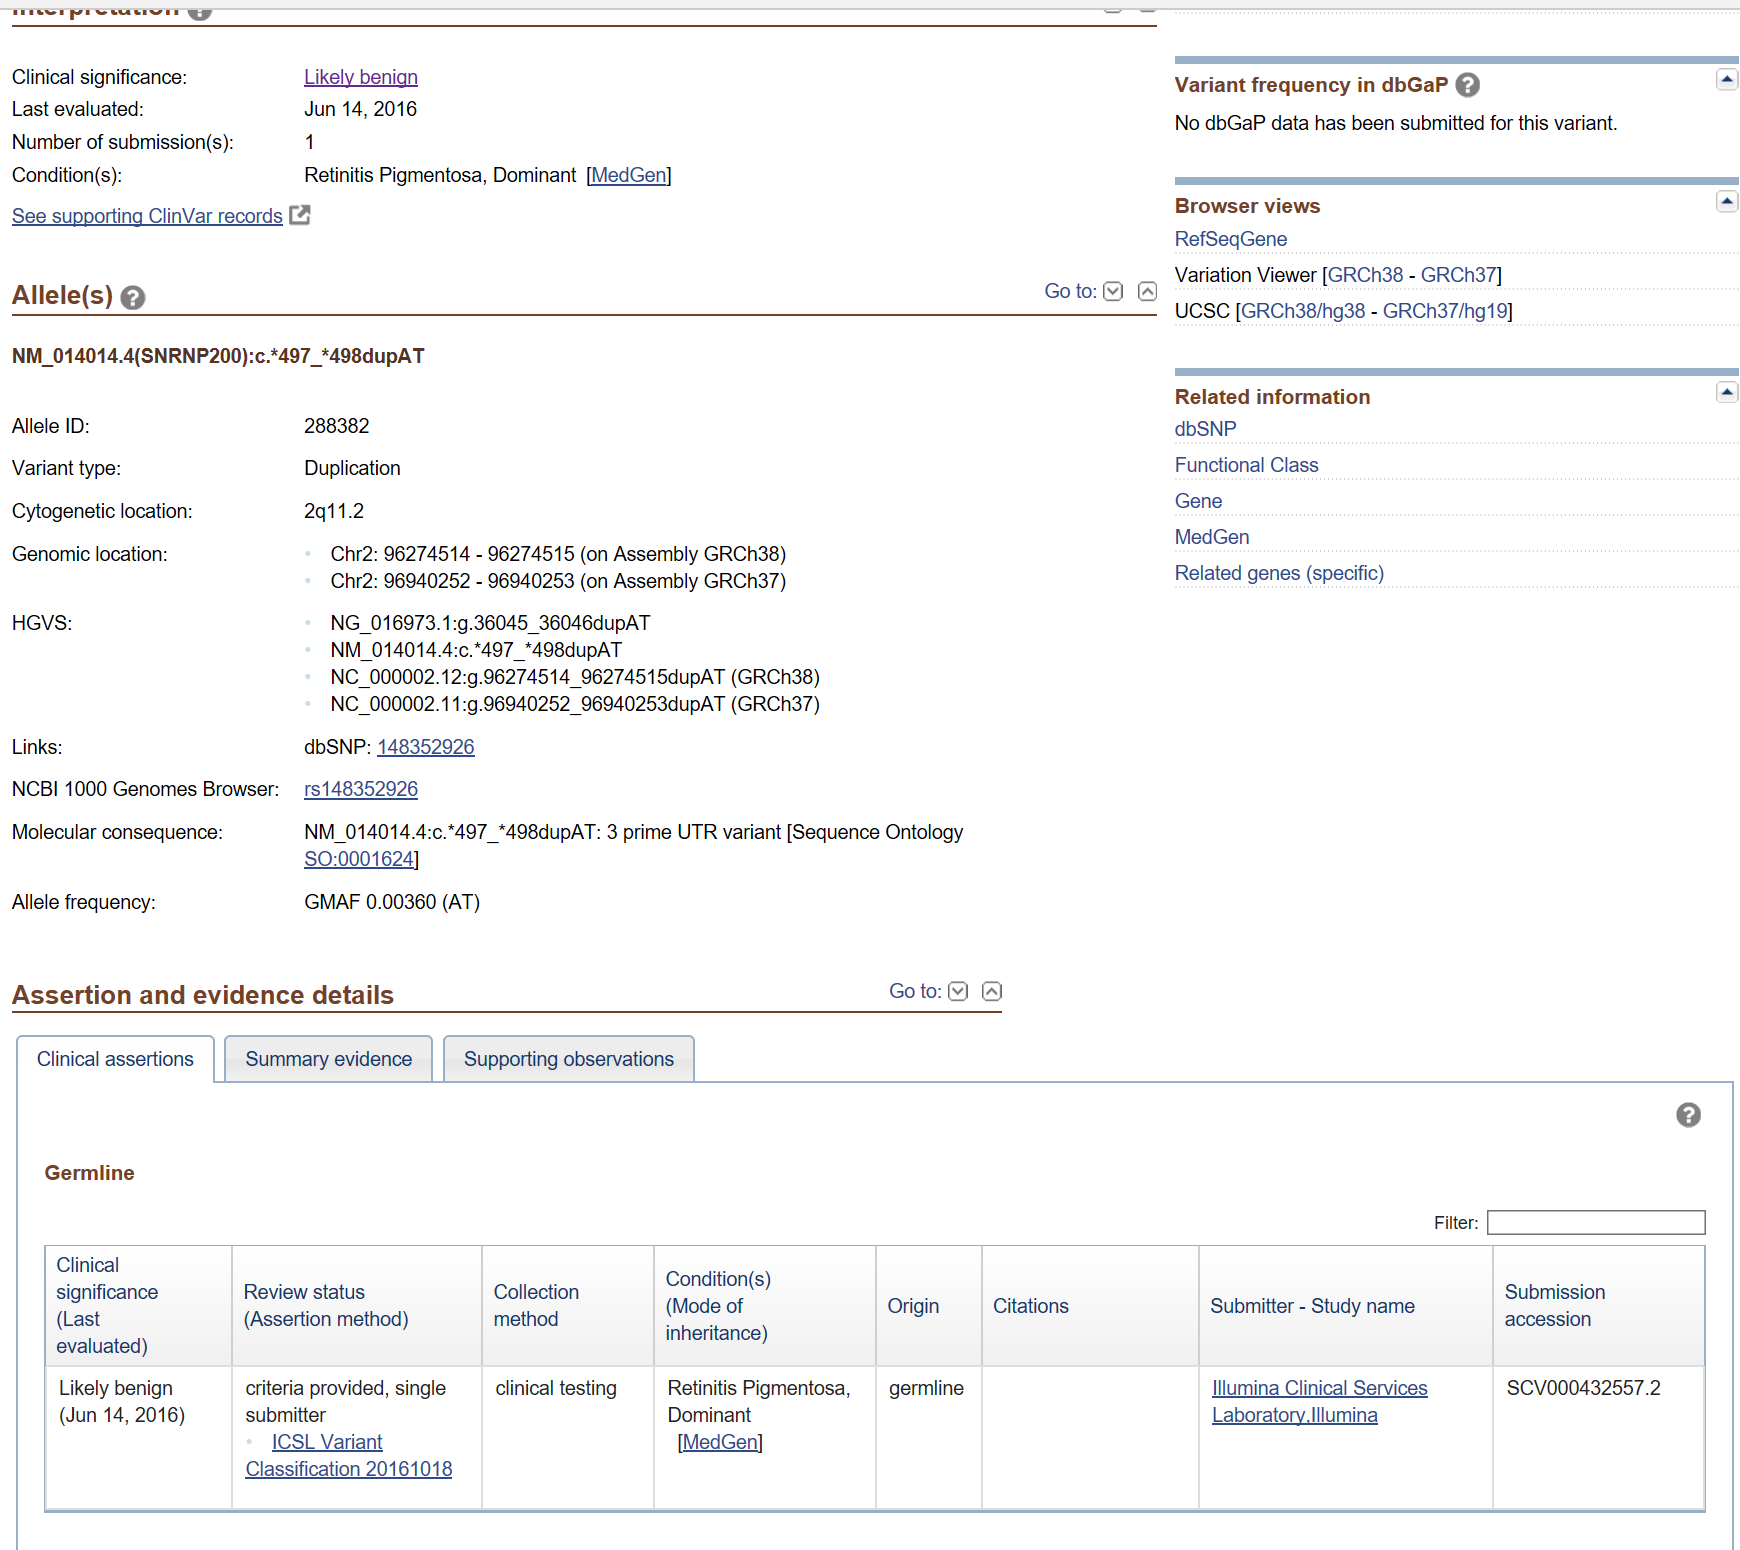 Interpretation
Clinical significance: Likely benign
Last evaluated: Jun 14, 2016
Number of submission(s): 1
Condition(s): Retinitis Pigmentosa, Dominant [MedGen]
See supporting ClinVar records
Allele(s) ?
Go to:
NM_014014.4(SNRNP200):c.*497_*498dupAT
Allele ID: 288382
Variant type: Duplication
Cytogenetic location: 2q11.2
Genomic location:
Chr2: 96274514 - 96274515 (on Assembly GRCh38)
Chr2: 96940252 - 96940253 (on Assembly GRCh37)
HGVS:
NG_016973.1:g.36045_36046dupAT
NM_014014.4:c.*497_*498dupAT
NC_000002.12:g.96274514_96274515dupAT (GRCh38)
NC_000002.11:g.96940252_96940253dupAT (GRCh37)
Links: dbSNP: 148352926
NCBI 1000 Genomes Browser: rs148352926
Molecular consequence: NM_014014.4:c.*497_*498dupAT: 3 prime UTR variant [Sequence Ontology
SO:0001624]
Allele frequency: GMAF 0.00360 (AT)
Variant frequency in dbGaP ?
No dbGaP data has been submitted for this variant.
Browser views
RefSeqGene
Variation Viewer [GRCh38 - GRCh37]
UCSC [GRCh38/hg38 - GRCh37/hg19]
Related information
dbSNP
Functional Class
Gene
MedGen
Related genes (specific)
Assertion and evidence details
Go to:
Clinical assertions
Summary evidence
Supporting observations
?
Germline
Filter:
Clinical
significance
(Last
evaluated)
Review status
(Assertion method)
Collection
method
Condition(s)
(Mode of
inheritance)
Origin
Citations
Submitter - Study name
Submission
accession
Likely benign
(Jun 14, 2016)
criteria provided, single
submitter
ICSL Variant
Classification 20161018
clinical testing
Retinitis Pigmentosa,
Dominant
[MedGen]
germline
Illumina Clinical Services
Laboratory,Illumina
SCV000432557.2